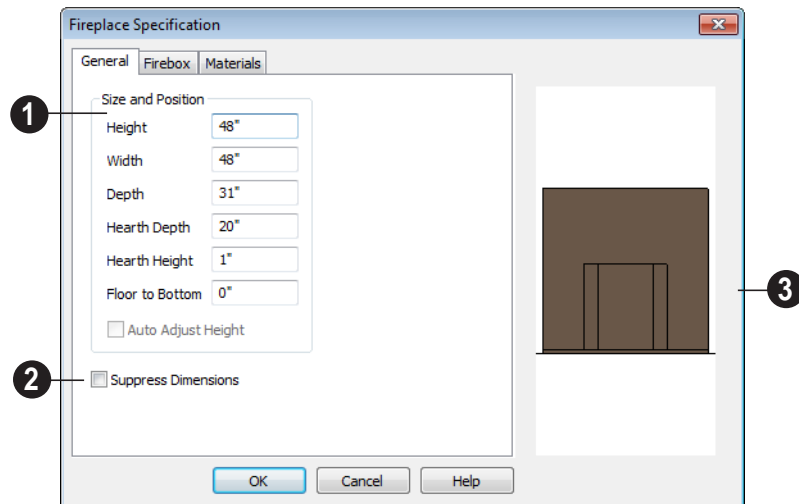 Fireplace Specification
General Firebox Materials
Size and Position
1
Height 48"
Width 48"
Depth 31"
Hearth Depth 20"
Hearth Height 1"
Floor to Bottom 0"
3
Auto Adjust Height
2
Suppress Dimensions
OK Cancel Help